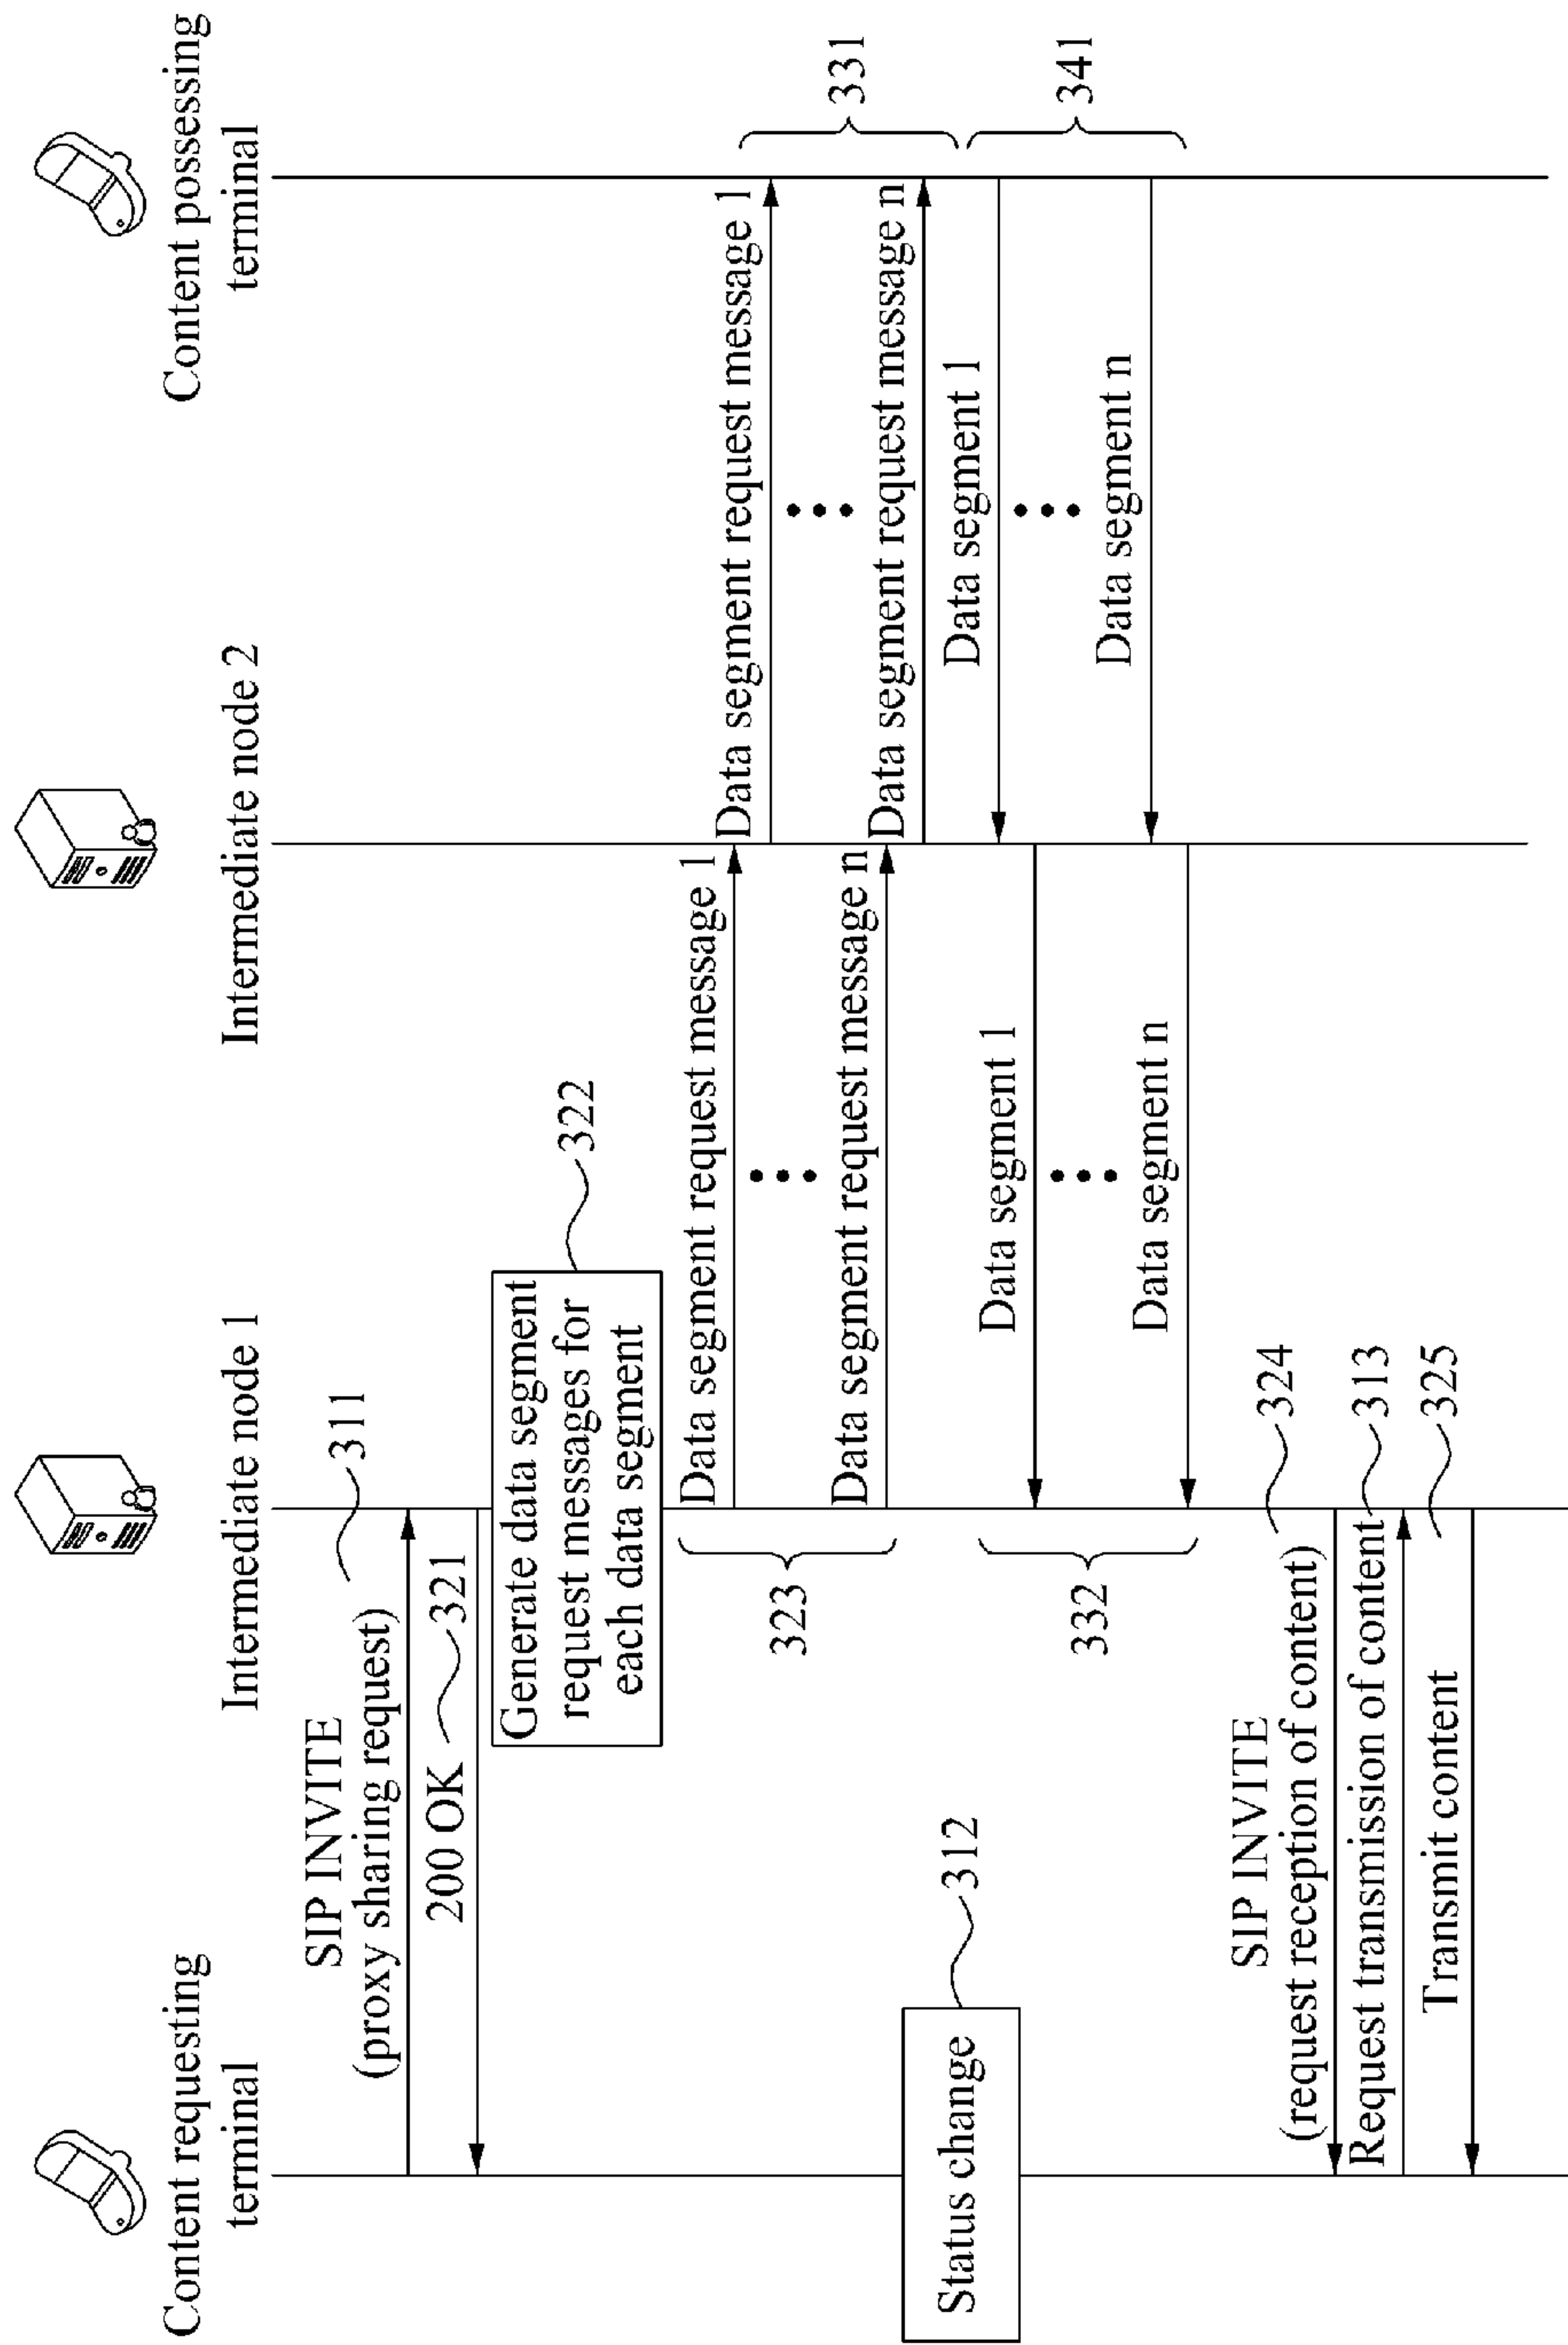 Content requesting
terminal
Intermediate node 1
Intermediate node 2
Content possessing
terminal
SIP INVITE
(proxy sharing request)
311
200 OK
321
Generate data segment
request messages for
each data segment
322
Data segment request message 1
Data segment request message 1
Data segment request message n
Data segment request message n
323
331
Status change
312
Data segment 1
Data segment 1
Data segment n
Data segment n
332
341
SIP INVITE
(request reception of content)
324
Request transmission of content
313
Transmit content
325